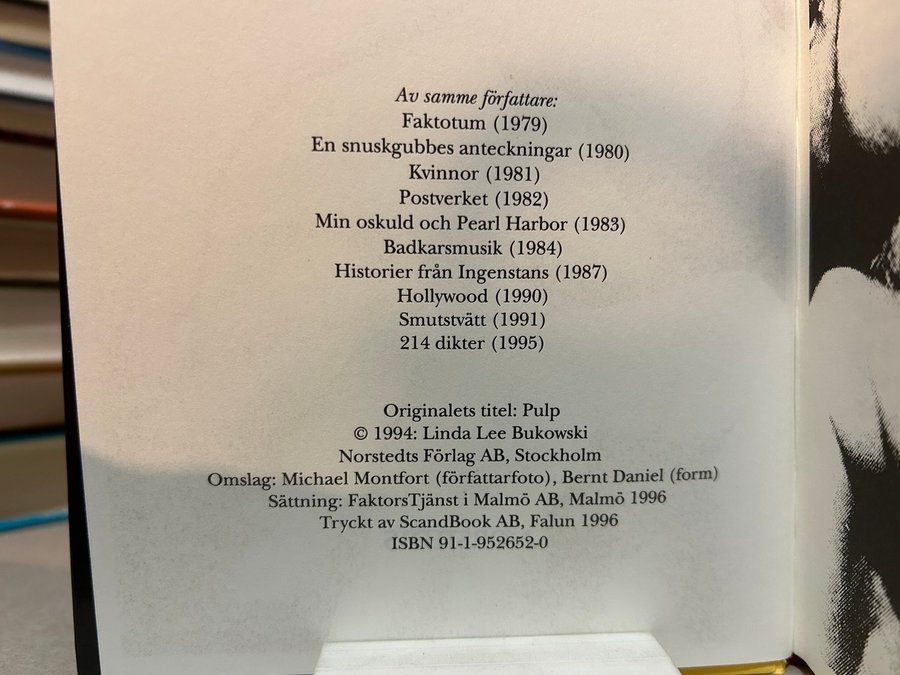 Av samme författare:
Faktotum (1979)
En snuskgubbes anteckningar (1980)
Kvinnor (1981)
Postverket (1982)
Min oskuld och Pearl Harbor (1983)
Badkarsmusik (1984)
Historier från Ingenstans (1987)
Hollywood (1990)
Smutstvätt (1991)
214 dikter (1995)
Originalets titel: Pulp
© 1994: Linda Lee Bukowski
Norstedts Förlag AB, Stockholm
Omslag: Michael Montfort (författarfoto), Bernt Daniel (form)
Sättning: FaktorsTjänst i Malmö AB, Malmö 1996
Tryckt av ScandBook AB, Falun 1996
ISBN 91-1-952652-0